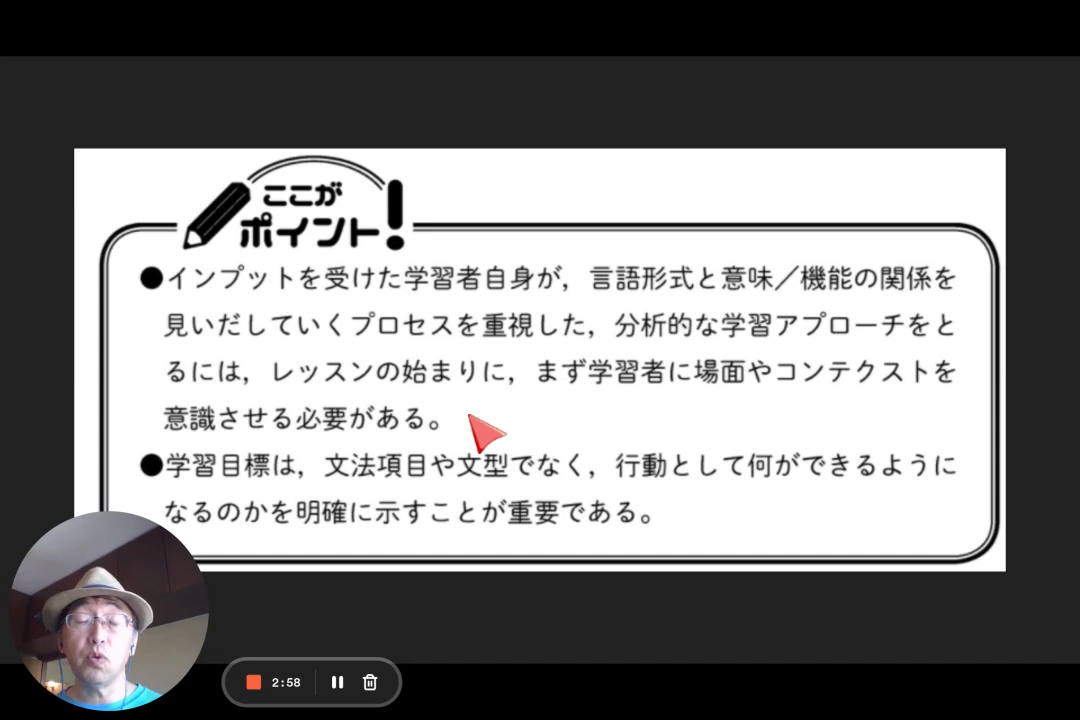 ここが
ポイント！
●インプットを受けた学習者自身が，言語形式と意味／機能の関係を
見いだしていくプロセスを重視した，分析的な学習アプローチをと
るには，レッスンの始まりに，まず学習者に場面やコンテクストを
意識させる必要がある。
●学習目標は，文法項目や文型でなく，行動として何ができるように
なるのかを明確に示すことが重要である。
2:58